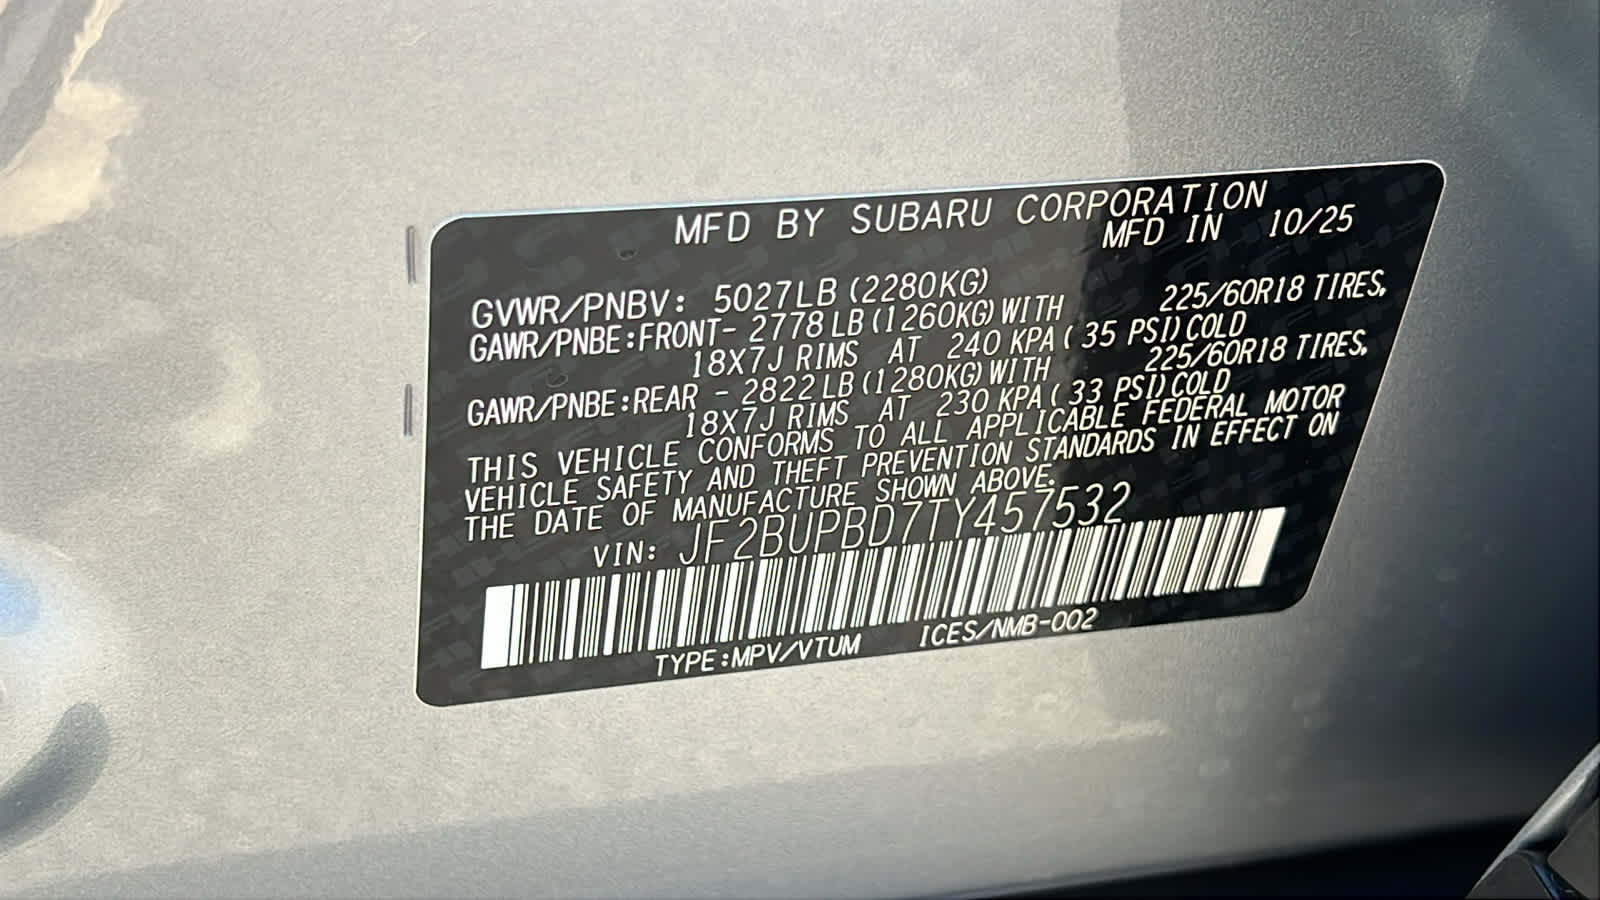 MFD BY SUBARU CORPORATION
MFD IN 10/25
GVWR/PNBV: 5027LB (2280KG)
GAWR/PNBE:FRONT- 2778LB(1260KG)WITH 225/60R18 TIRES,
18X7J RIMS AT 240 KPA( 35 PSI)COLD
GAWR/PNBE:REAR - 2822LB(1280KG)WITH 225/60R18 TIRES,
18X7J RIMS AT 230 KPA( 33 PSI)COLD
THIS VEHICLE CONFORMS TO ALL APPLICABLE FEDERAL MOTOR
VEHICLE SAFETY AND THEFT PREVENTION STANDARDS IN EFFECT ON
THE DATE OF MANUFACTURE SHOWN ABOVE.
VIN: JF2BUPBD7TY457532
TYPE:MPV/VTUM ICES/NMB-002